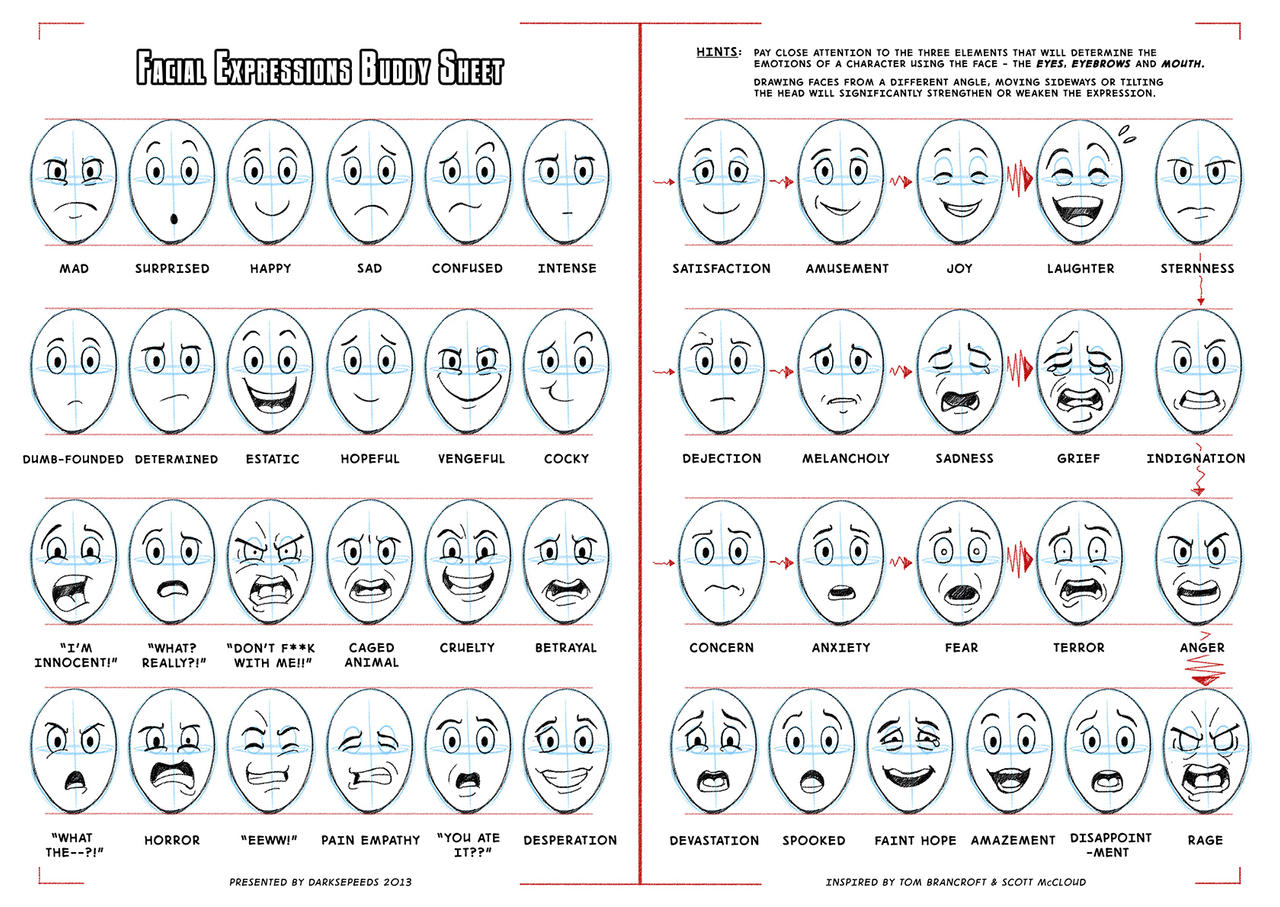 Facial Expressions Buddy Sheet
MAD
SURPRISED
HAPPY
SAD
CONFUSED
INTENSE
DUMB-FOUNDED
DETERMINED
ESTATIC
HOPEFUL
VENGEFUL
COCKY
"I'M
INNOCENT!"
"WHAT?
REALLY?!"
"DON'T F**K
WITH ME!!"
CAGED
ANIMAL
CRUELTY
BETRAYAL
"WHAT
THE--?!"
HORROR
"EEWW!"
PAIN EMPATHY
"YOU ATE
IT??"
DESPERATION
PRESENTED BY DARKSEPEEDS 2013
HINTS: PAY CLOSE ATTENTION TO THE THREE ELEMENTS THAT WILL DETERMINE THE
EMOTIONS OF A CHARACTER USING THE FACE - THE EYES, EYEBROWS AND MOUTH.
DRAWING FACES FROM A DIFFERENT ANGLE, MOVING SIDEWAYS OR TILTING
THE HEAD WILL SIGNIFICANTLY STRENGTHEN OR WEAKEN THE EXPRESSION.
SATISFACTION
AMUSEMENT
JOY
LAUGHTER
STERNNESS
DEJECTION
MELANCHOLY
SADNESS
GRIEF
INDIGNATION
CONCERN
ANXIETY
FEAR
TERROR
ANGER
DEVASTATION
SPOOKED
FAINT HOPE
AMAZEMENT
DISAPPOINT
-MENT
RAGE
INSPIRED BY TOM BRANCROFT & SCOTT McCLOUD